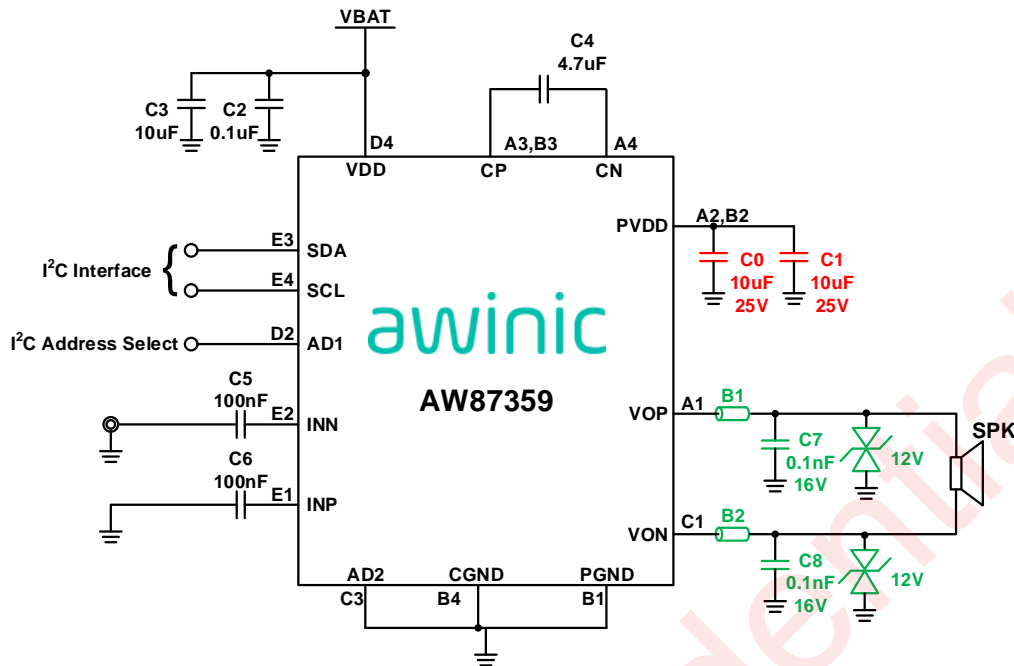 VBAT
C4
4.7uF
C3
10uF
C2
0.1uF
D4
A3,B3
A4
VDD
CP
CN
PVDD
A2,B2
C0
10uF
25V
C1
10uF
25V
I²C Interface
{
E3
SDA
E4
SCL
I²C Address Select
D2
AD1
awinic
AW87359
C5
100nF
E2
INN
C6
100nF
E1
INP
VOP
A1
B1
C7
0.1nF
16V
12V
SPK
VON
C1
B2
C8
0.1nF
16V
12V
AD2
CGND
PGND
C3
B4
B1